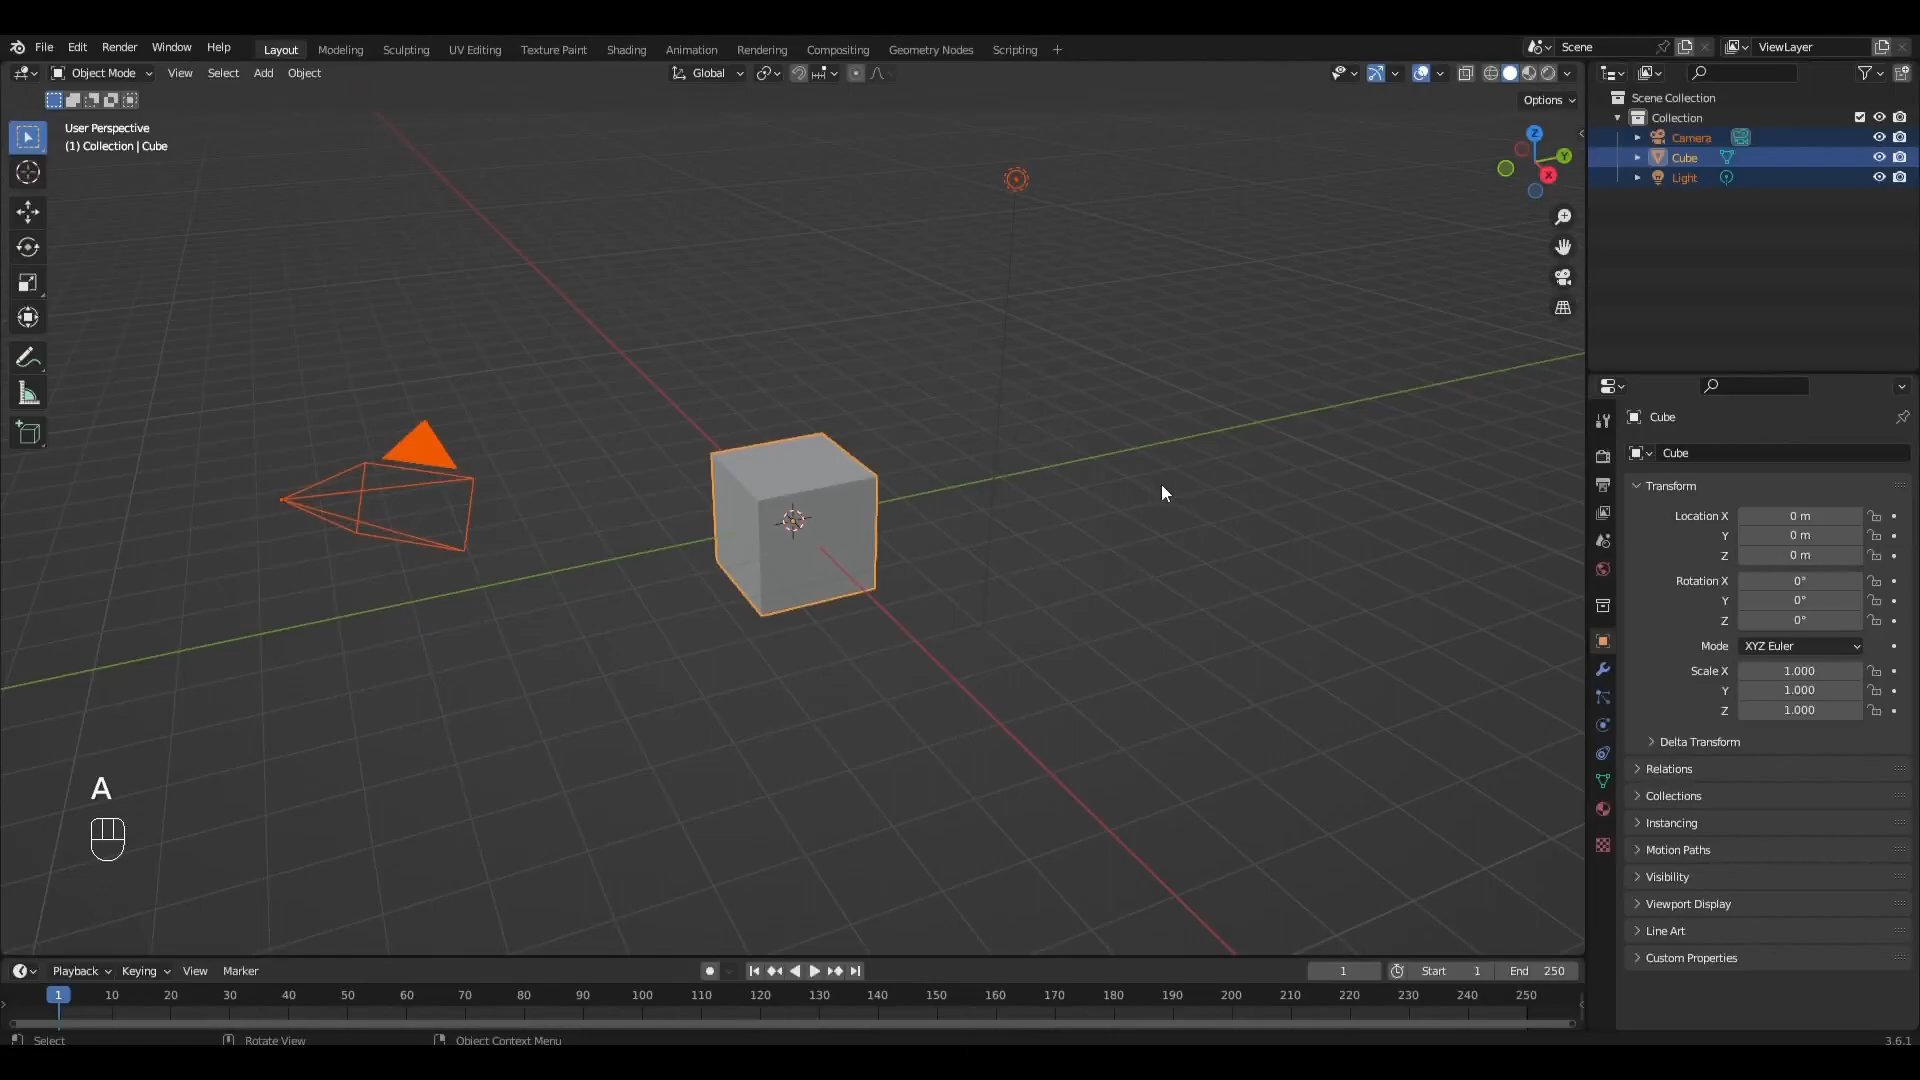 File Edit Render Window Help
Layout Modeling Sculpting UV Editing Texture Paint Shading Animation Rendering Compositing Geometry Nodes Scripting +
Scene ViewLayer
Object Mode View Select Add Object
Global
Options
User Perspective
(1) Collection | Cube
Z
Y
X
A
Scene Collection
Collection
Camera
Cube
Light
Cube
Cube
Transform
Location X 0 m
Y 0 m
Z 0 m
Rotation X 0°
Y 0°
Z 0°
Mode XYZ Euler
Scale X 1.000
Y 1.000
Z 1.000
Delta Transform
Relations
Collections
Instancing
Motion Paths
Visibility
Viewport Display
Line Art
Custom Properties
Playback Keying View Marker
1 Start 1 End 250
1 10 20 30 40 50 60 70 80 90 100 110 120 130 140 150 160 170 180 190 200 210 220 230 240 250
Select Rotate View Object Context Menu
3.6.1